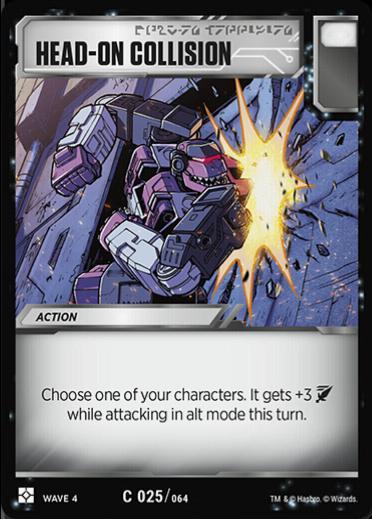 HEAD-ON COLLISION
ACTION
Choose one of your characters. It gets +3
while attacking in alt mode this turn.
WAVE 4
C 025/064
TM & © Hasbro. © Wizards.